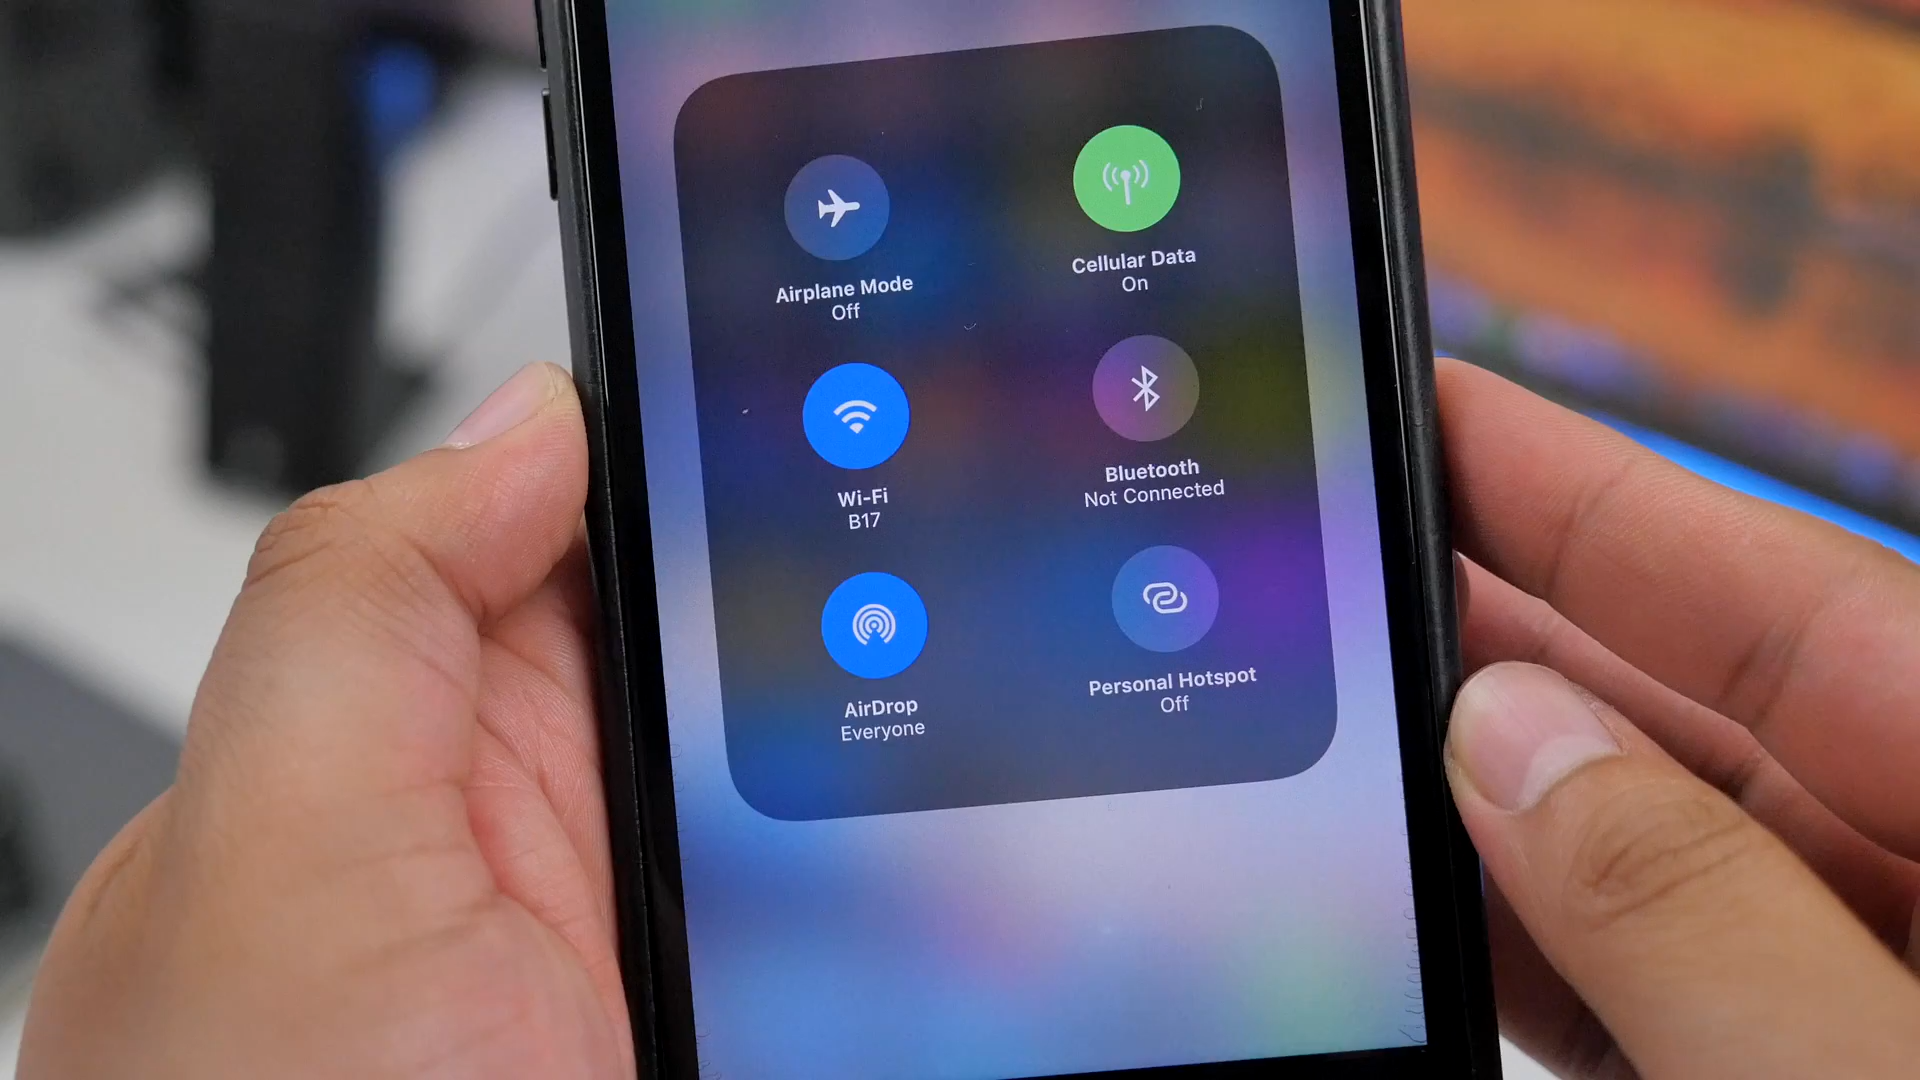 Airplane Mode
Off
Cellular Data
On
Wi-Fi
B17
Bluetooth
Not Connected
AirDrop
Everyone
Personal Hotspot
Off